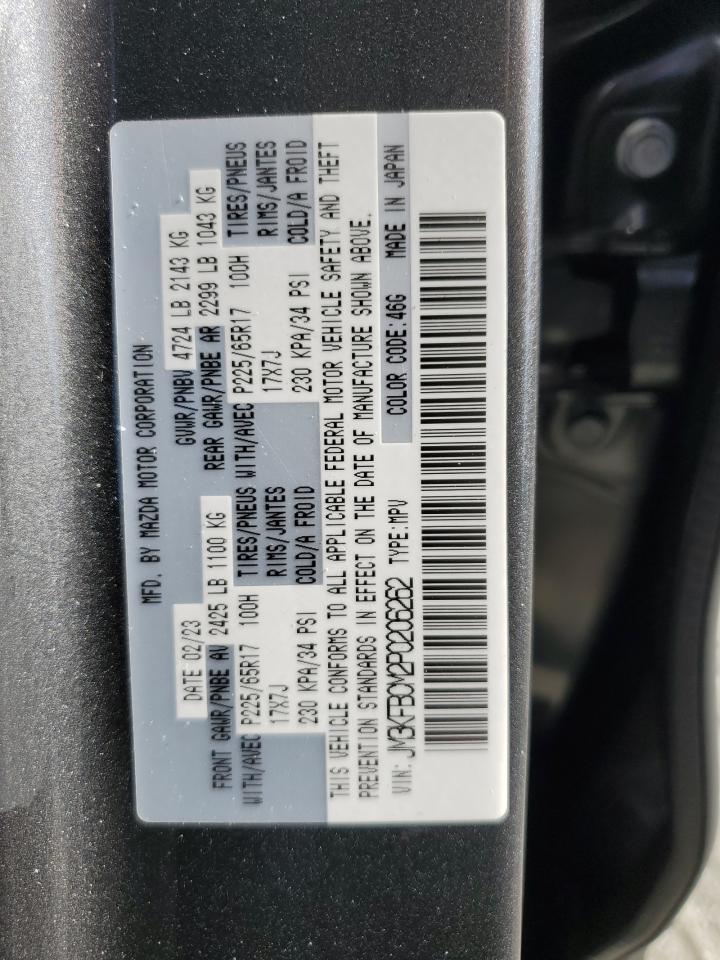 MFD. BY MAZDA MOTOR CORPORATION
DATE 02/23 GVWR/PNBV 4724 LB 2143 KG
FRONT GAWR/PNBE AV 2425 LB 1100 KG REAR GAWR/PNBE AR 2299 LB 1043 KG
WITH/AVEC P225/65R17 100H TIRES/PNEUS WITH/AVEC P225/65R17 100H TIRES/PNEUS
17X7J RIMS/JANTES 17X7J RIMS/JANTES
230 KPA/34 PSI COLD/A FROID 230 KPA/34 PSI COLD/A FROID
THIS VEHICLE CONFORMS TO ALL APPLICABLE FEDERAL MOTOR VEHICLE SAFETY AND THEFT
PREVENTION STANDARDS IN EFFECT ON THE DATE OF MANUFACTURE SHOWN ABOVE.
VIN: JM3KFBCM2P0206262 TYPE:MPV COLOR CODE:46G MADE IN JAPAN